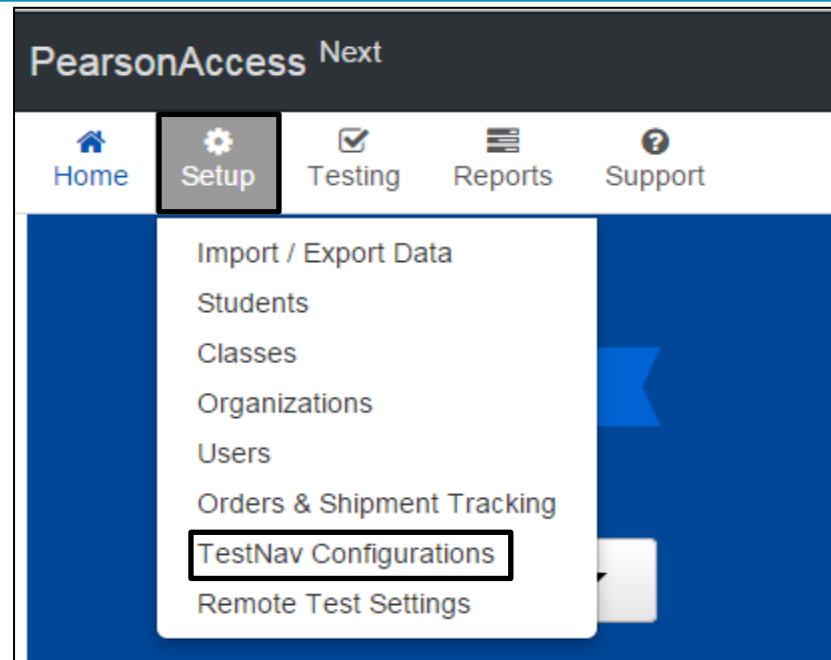 PearsonAccess Next
Home Setup Testing Reports Support
Import / Export Data
Students
Classes
Organizations
Users
Orders & Shipment Tracking
TestNav Configurations
Remote Test Settings